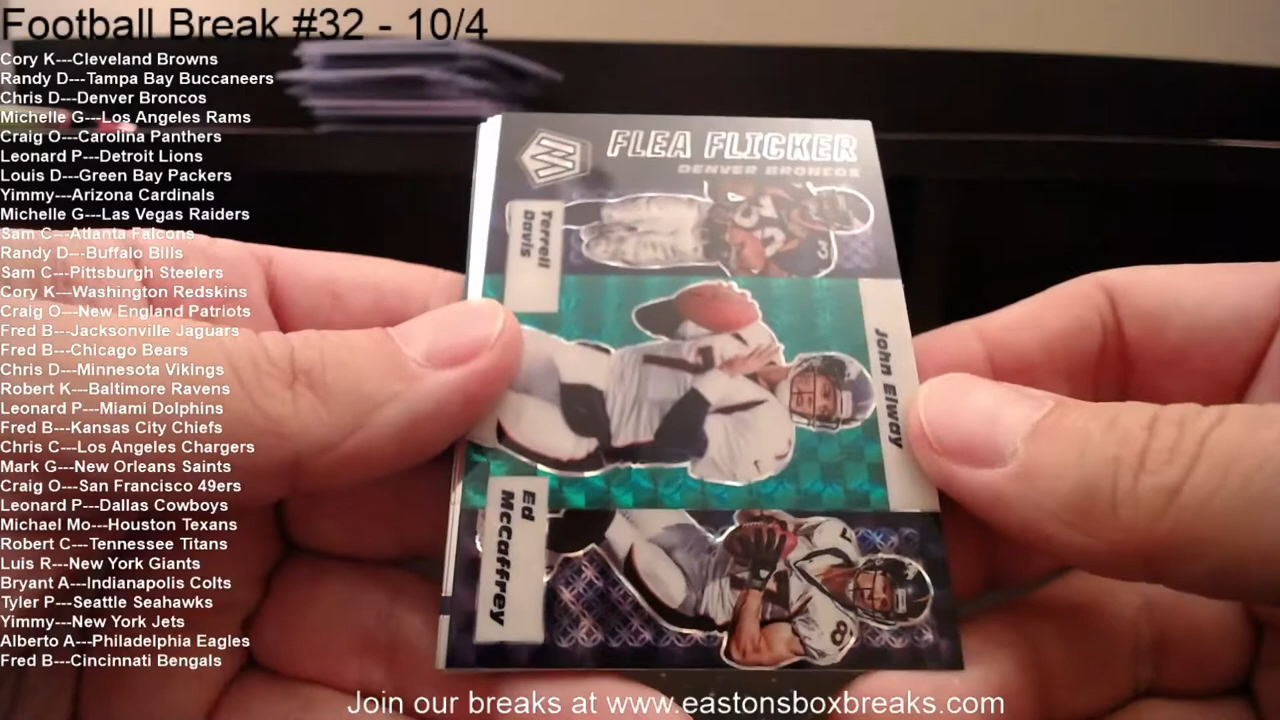 Football Break #32 - 10/4
Cory K---Cleveland Browns
Randy D---Tampa Bay Buccaneers
Chris D---Denver Broncos
Michelle G---Los Angeles Rams
Craig O---Carolina Panthers
Leonard P---Detroit Lions
Louis D---Green Bay Packers
Yimmy---Arizona Cardinals
Michelle G---Las Vegas Raiders
Sam C---Atlanta Falcons
Randy D---Buffalo Bills
Sam C---Pittsburgh Steelers
Cory K---Washington Redskins
Craig O---New England Patriots
Fred B---Jacksonville Jaguars
Fred B---Chicago Bears
Chris D---Minnesota Vikings
Robert K---Baltimore Ravens
Leonard P---Miami Dolphins
Fred B---Kansas City Chiefs
Chris C---Los Angeles Chargers
Mark G---New Orleans Saints
Craig O---San Francisco 49ers
Leonard P---Dallas Cowboys
Michael Mo---Houston Texans
Robert C---Tennessee Titans
Luis R---New York Giants
Bryant A---Indianapolis Colts
Tyler P---Seattle Seahawks
Yimmy---New York Jets
Alberto A---Philadelphia Eagles
Fred B---Cincinnati Bengals
FLEA FLICKER
DENVER BRONCOS
Terrell
Davis
John Elway
Ed
McCaffrey
Join our breaks at www.eastonsboxbreaks.com